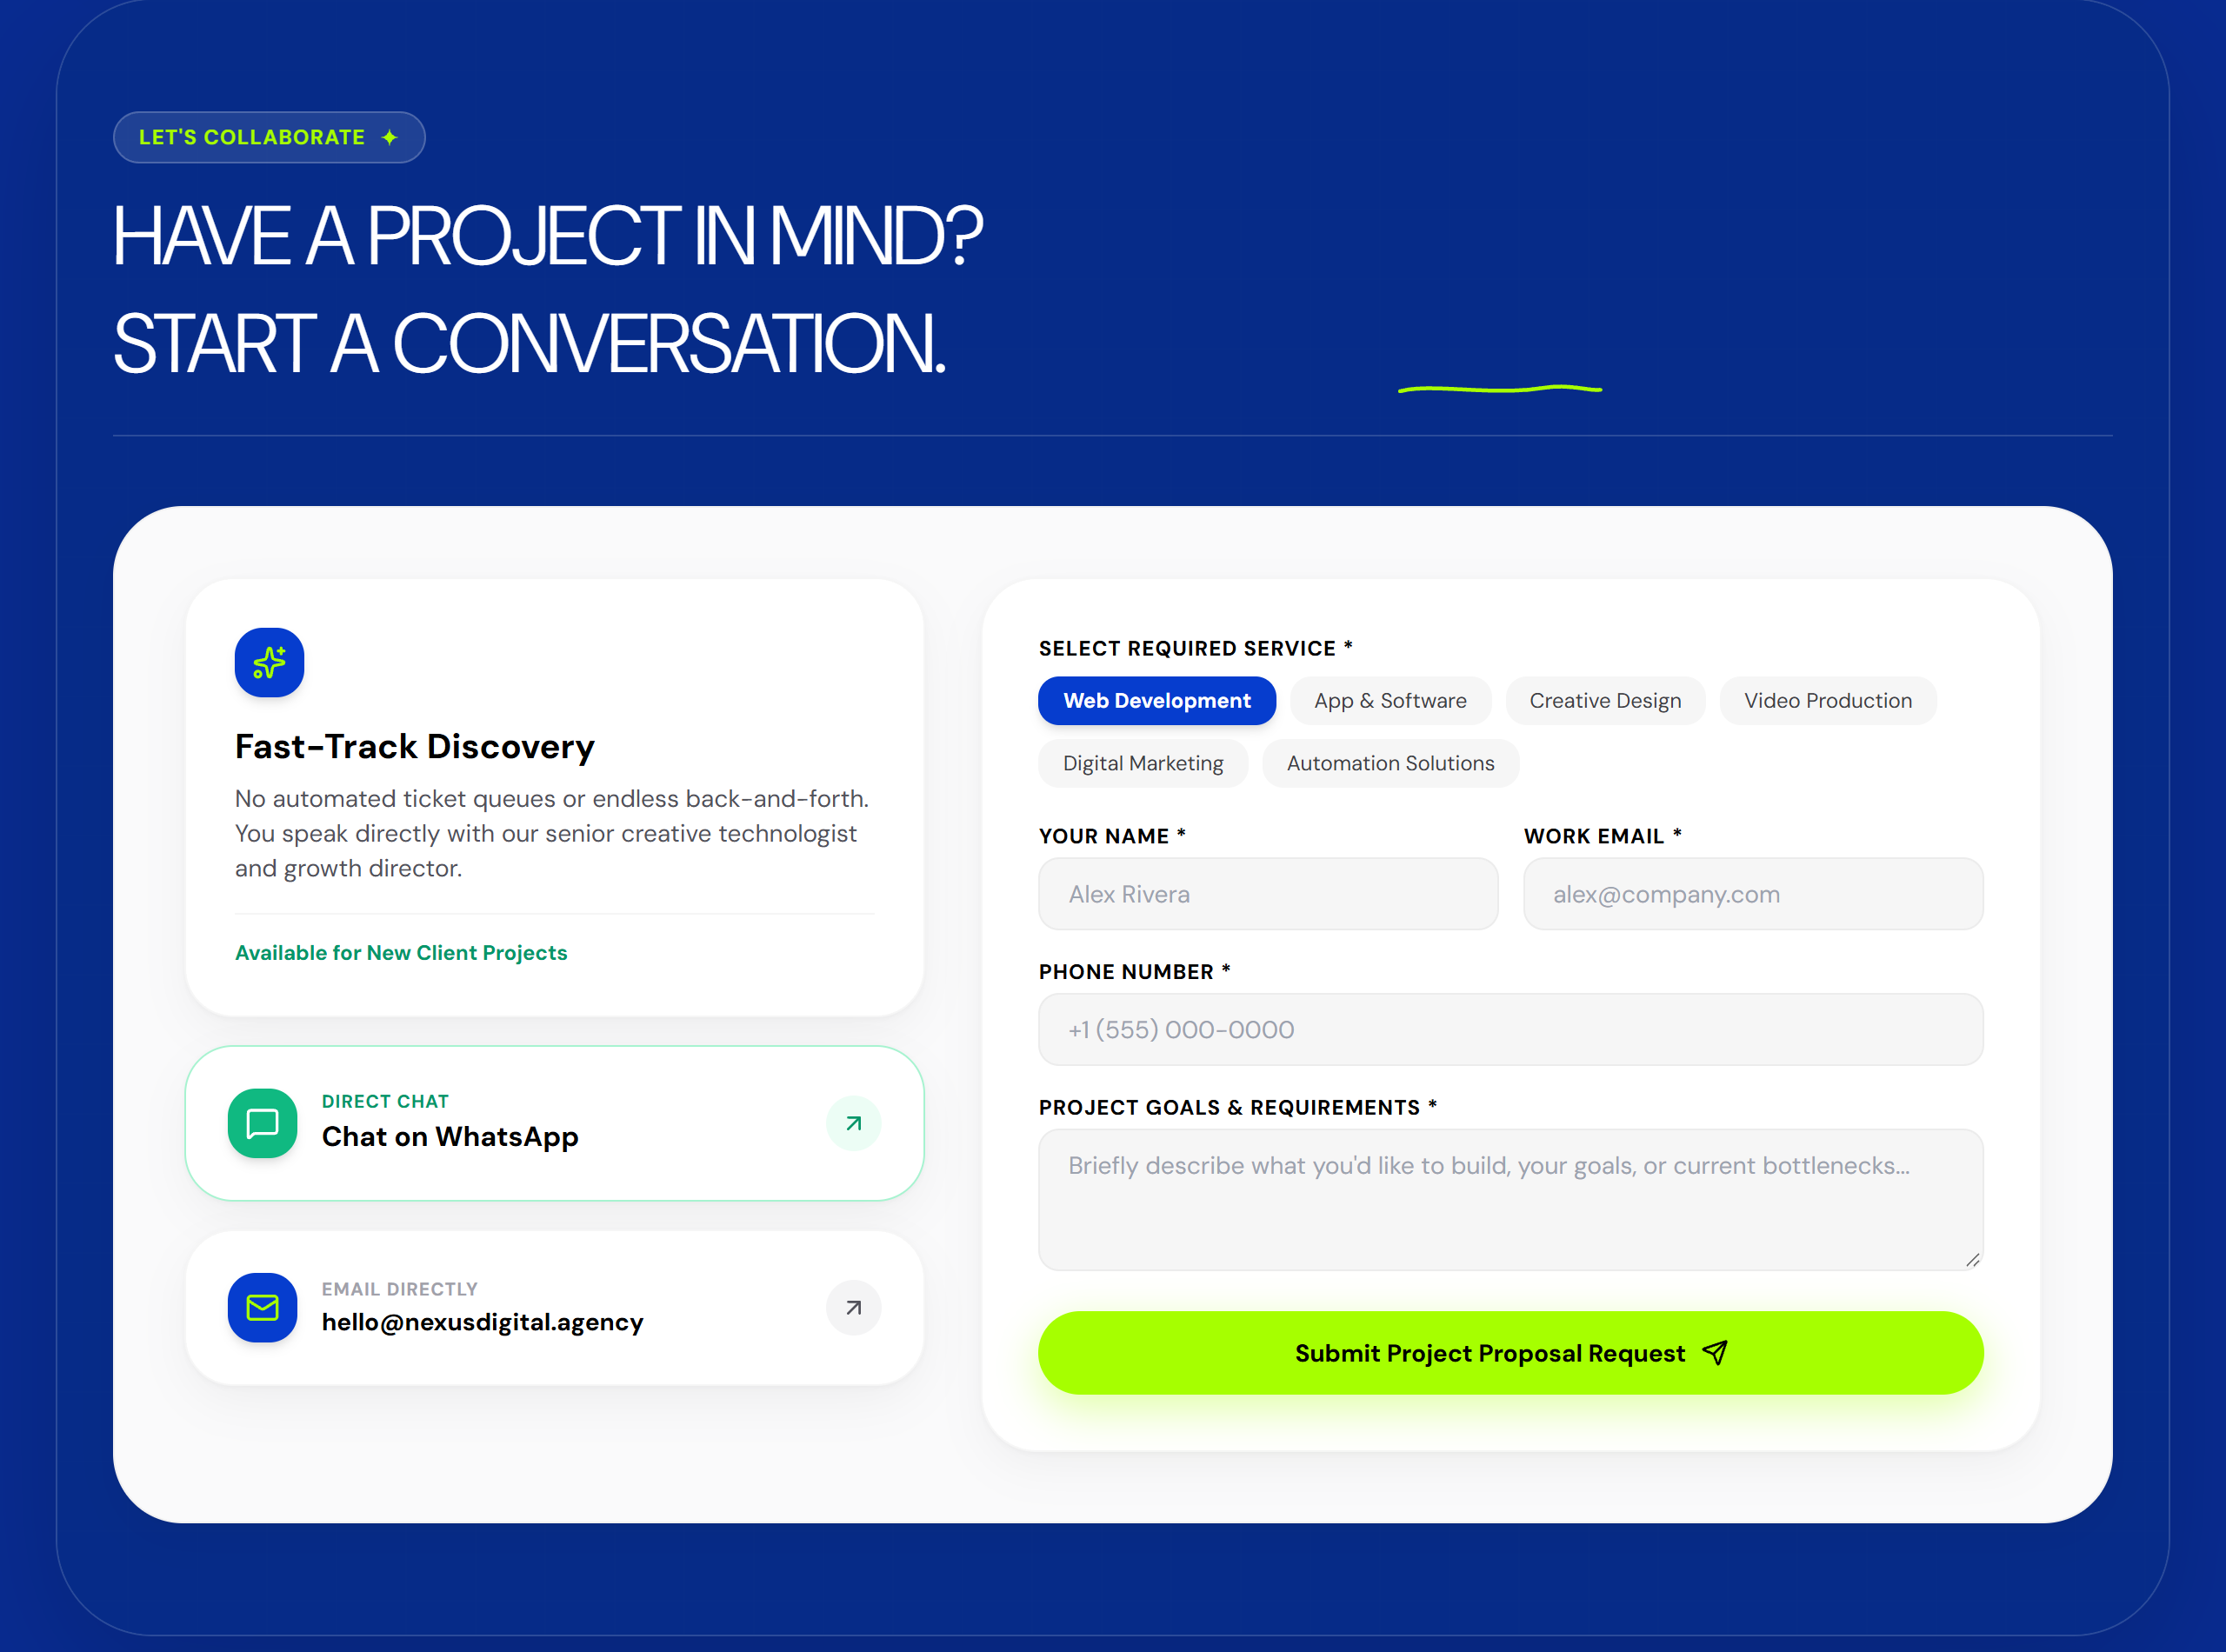 LET'S COLLABORATE ✦
HAVE A PROJECT IN MIND?
START A CONVERSATION.
Fast-Track Discovery
No automated ticket queues or endless back-and-forth.
You speak directly with our senior creative technologist
and growth director.
Available for New Client Projects
DIRECT CHAT
Chat on WhatsApp
EMAIL DIRECTLY
hello@nexusdigital.agency
SELECT REQUIRED SERVICE *
Web Development App & Software Creative Design Video Production
Digital Marketing Automation Solutions
YOUR NAME * WORK EMAIL *
Alex Rivera alex@company.com
PHONE NUMBER *
+1 (555) 000-0000
PROJECT GOALS & REQUIREMENTS *
Briefly describe what you'd like to build, your goals, or current bottlenecks...
Submit Project Proposal Request